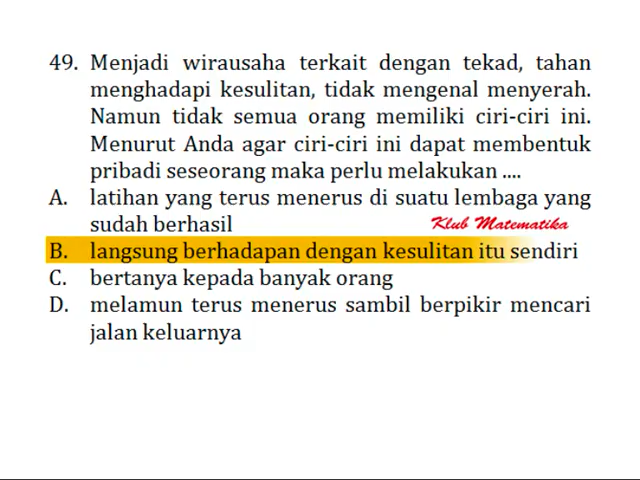 49. Menjadi wirausaha terkait dengan tekad, tahan
menghadapi kesulitan, tidak mengenal menyerah.
Namun tidak semua orang memiliki ciri-ciri ini.
Menurut Anda agar ciri-ciri ini dapat membentuk
pribadi seseorang maka perlu melakukan ....
A. latihan yang terus menerus di suatu lembaga yang
sudah berhasil
Klub Matematika
B. langsung berhadapan dengan kesulitan itu sendiri
C. bertanya kepada banyak orang
D. melamun terus menerus sambil berpikir mencari
jalan keluarnya